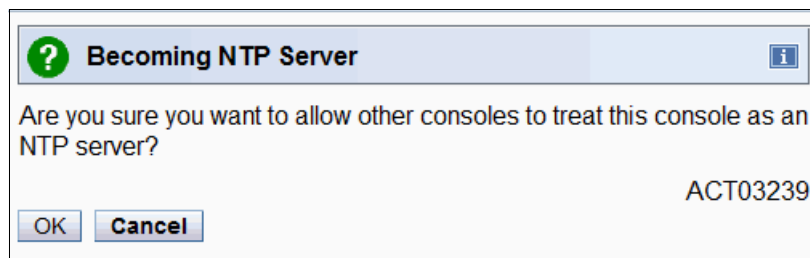 Becoming NTP Server
Are you sure you want to allow other consoles to treat this console as an
NTP server?
ACT03239
OK Cancel